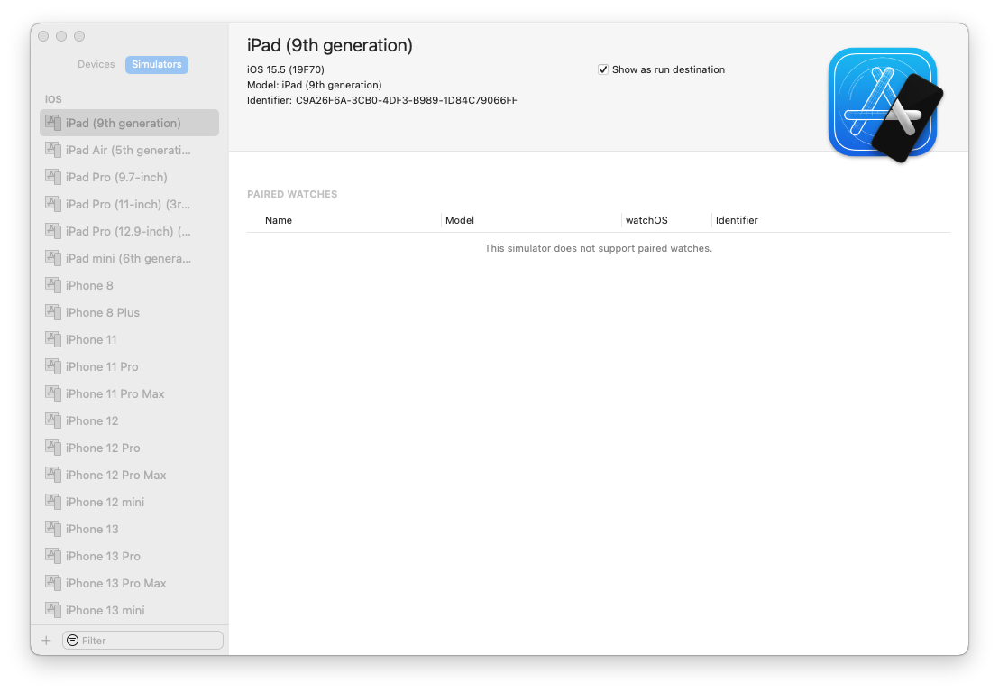 Devices
Simulators
iOS
iPad (9th generation)
iPad Air (5th generati...
iPad Pro (9.7-inch)
iPad Pro (11-inch) (3r...
iPad Pro (12.9-inch) (...
iPad mini (6th genera...
iPhone 8
iPhone 8 Plus
iPhone 11
iPhone 11 Pro
iPhone 11 Pro Max
iPhone 12
iPhone 12 Pro
iPhone 12 Pro Max
iPhone 12 mini
iPhone 13
iPhone 13 Pro
iPhone 13 Pro Max
iPhone 13 mini
Filter
iPad (9th generation)
iOS 15.5 (19F70)
Model: iPad (9th generation)
Identifier: C9A26F6A-3CB0-4DF3-B989-1D84C79066FF
Show as run destination
PAIRED WATCHES
Name Model watchOS Identifier
This simulator does not support paired watches.